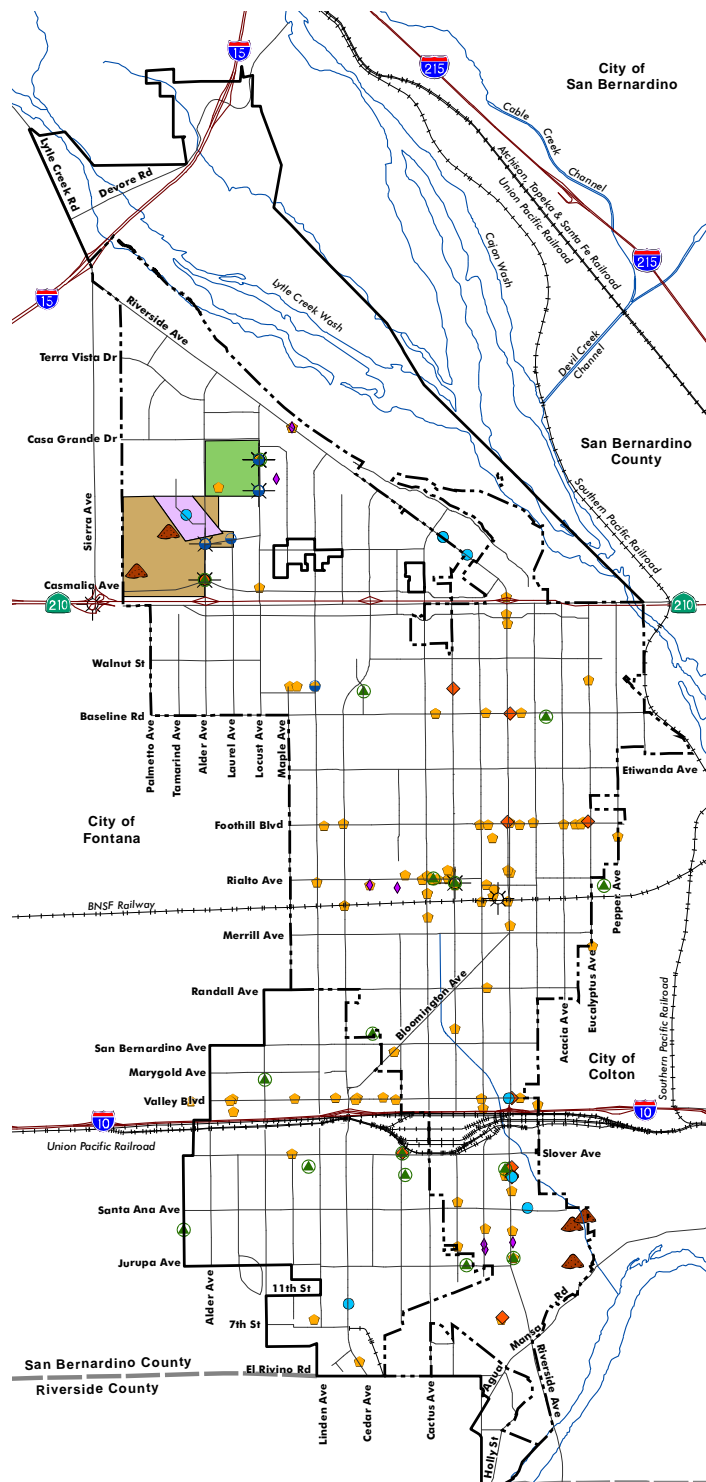 15
215
City of
San Bernardino
Cable
Creek
Channel
Atchison, Topeka & Santa Fe Railroad
Union Pacific Railroad
Lytle Creek Rd
Devore Rd
Cajon Wash
215
15
Lytle Creek Wash
Riverside Ave
Terra Vista Dr
Devil Creek
Channel
Casa Grande Dr
San Bernardino
County
Sierra Ave
Southern Pacific Railroad
Casmalia Ave
210
210
Walnut St
Baseline Rd
Palmetto Ave
Tamarind Ave
Alder Ave
Laurel Ave
Locust Ave
Maple Ave
Etiwanda Ave
City of
Fontana
Foothill Blvd
Rialto Ave
Pepper Ave
BNSF Railway
Merrill Ave
Eucalyptus Ave
Randall Ave
Bloomington Ave
Acacia Ave
Southern Pacific Railroad
San Bernardino Ave
City of
Colton
Marygold Ave
Valley Blvd
10
10
Union Pacific Railroad
Slover Ave
Santa Ana Ave
Jurupa Ave
Alder Ave
11th St
7th St
Agua Mansa Rd
Riverside Ave
San Bernardino County
El Rivino Rd
Riverside County
Linden Ave
Cedar Ave
Cactus Ave
Holly St